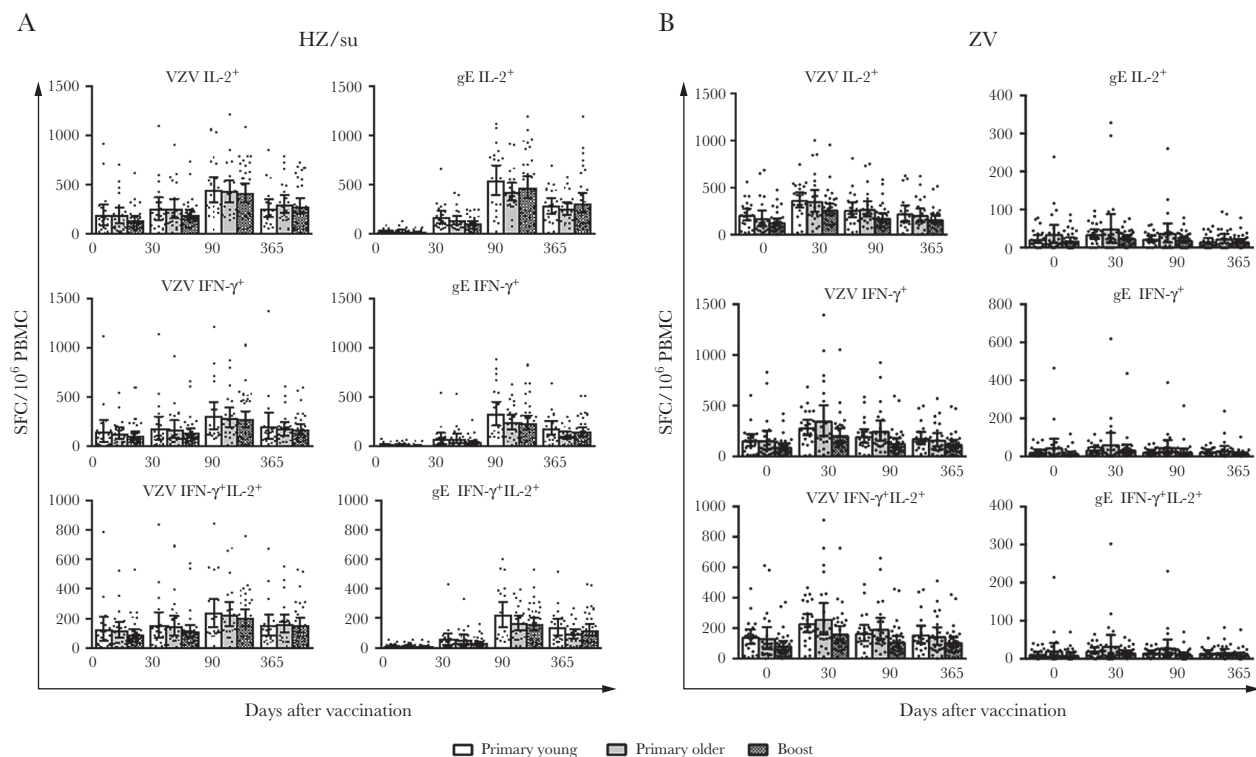 A
HZ/su
VZV IL-2⁺
1500
1000
500
0
0 30 90 365
gE IL-2⁺
1500
1000
500
0
0 30 90 365
VZV IFN-γ⁺
1500
1000
500
0
0 30 90 365
gE IFN-γ⁺
1500
1000
500
0
0 30 90 365
VZV IFN-γ⁺IL-2⁺
1000
800
600
400
200
0
0 30 90 365
gE IFN-γ⁺IL-2⁺
1000
800
600
400
200
0
0 30 90 365
SFC/10⁶ PBMC
Days after vaccination
B
ZV
VZV IL-2⁺
1500
1000
500
0
0 30 90 365
gE IL-2⁺
400
300
200
100
0
0 30 90 365
VZV IFN-γ⁺
1500
1000
500
0
0 30 90 365
gE IFN-γ⁺
800
600
400
200
0
0 30 90 365
VZV IFN-γ⁺IL-2⁺
1000
800
600
400
200
0
0 30 90 365
gE IFN-γ⁺IL-2⁺
400
300
200
100
0
0 30 90 365
SFC/10⁶ PBMC
Days after vaccination
Primary young Primary older Boost